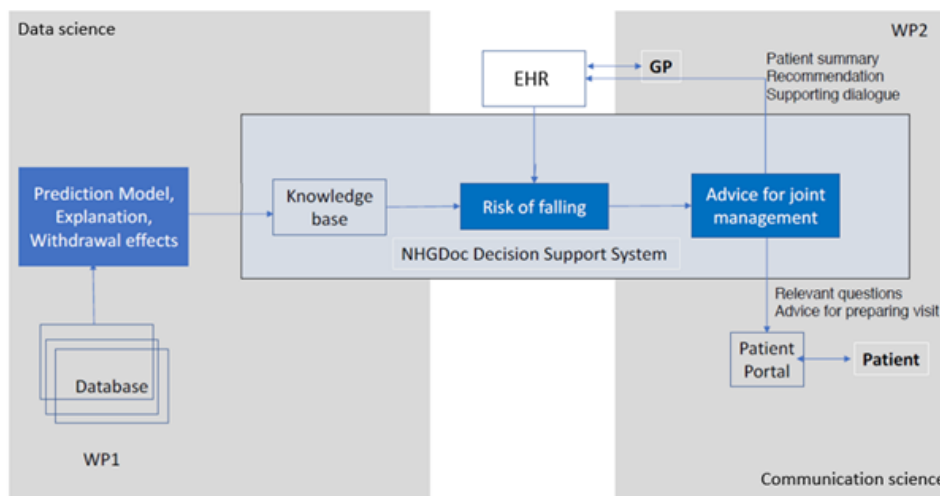 Data science
WP2
EHR
GP
Patient summary
Recommendation
Supporting dialogue
Prediction Model,
Explanation,
Withdrawal effects
Knowledge
base
Risk of falling
Advice for joint
management
NHGDoc Decision Support System
Relevant questions
Advice for preparing visit
Database
Patient
Portal
Patient
WP1
Communication science